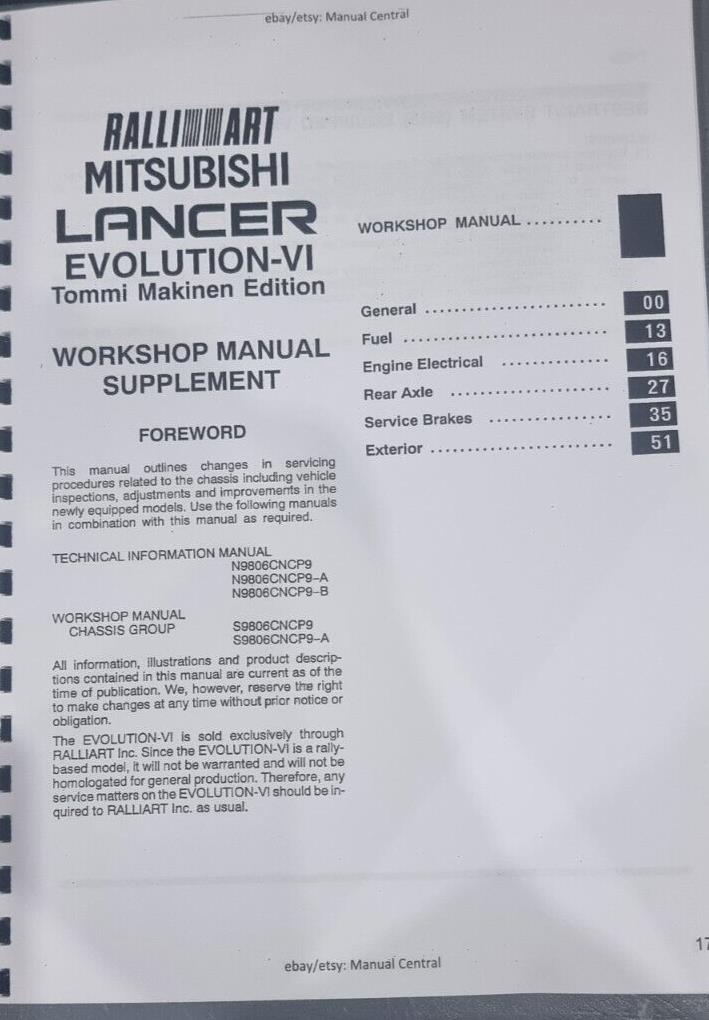 ebay/etsy: Manual Central
RALLIART
MITSUBISHI
LANCER
EVOLUTION-VI
Tommi Makinen Edition
WORKSHOP MANUAL
SUPPLEMENT
FOREWORD
This manual outlines changes in servicing
procedures related to the chassis including vehicle
inspections, adjustments and improvements in the
newly equipped models. Use the following manuals
in combination with this manual as required.
TECHNICAL INFORMATION MANUAL
N9806CNCP9
N9806CNCP9-A
N9806CNCP9-B
WORKSHOP MANUAL
CHASSIS GROUP S9806CNCP9
S9806CNCP9-A
All information, illustrations and product descrip-
tions contained in this manual are current as of the
time of publication. We, however, reserve the right
to make changes at any time without prior notice or
obligation.
The EVOLUTION-VI is sold exclusively through
RALLIART Inc. Since the EVOLUTION-VI is a rally-
based model, it will not be warranted and will not be
homologated for general production. Therefore, any
service matters on the EVOLUTION-VI should be in-
quired to RALLIART Inc. as usual.
WORKSHOP MANUAL ..........
General ........................ 00
Fuel ........................... 13
Engine Electrical .............. 16
Rear Axle ..................... 27
Service Brakes ................ 35
Exterior ........................ 51
17
ebay/etsy: Manual Central